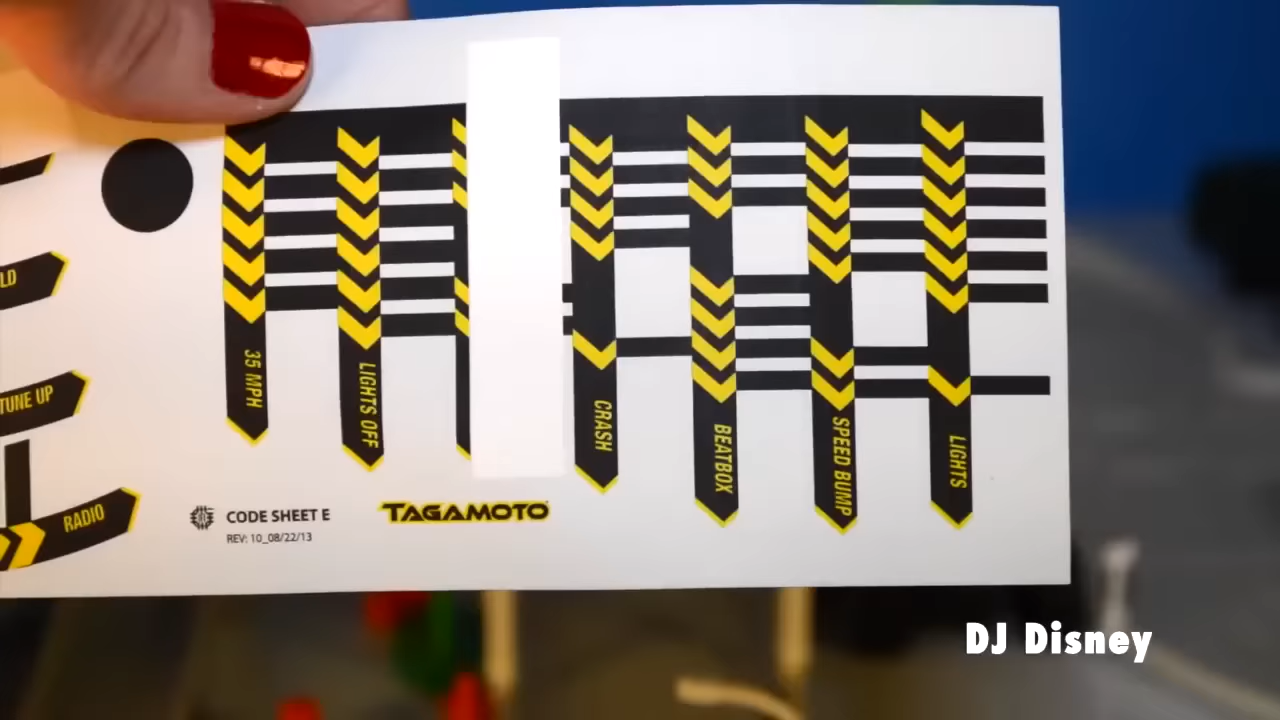 LD
TUNE UP
RADIO
35 MPH
LIGHTS OFF
CRASH
BEATBOX
SPEED BUMP
LIGHTS
CODE SHEET E
REV: 10_08/22/13
TAGAMOTO
DJ Disney